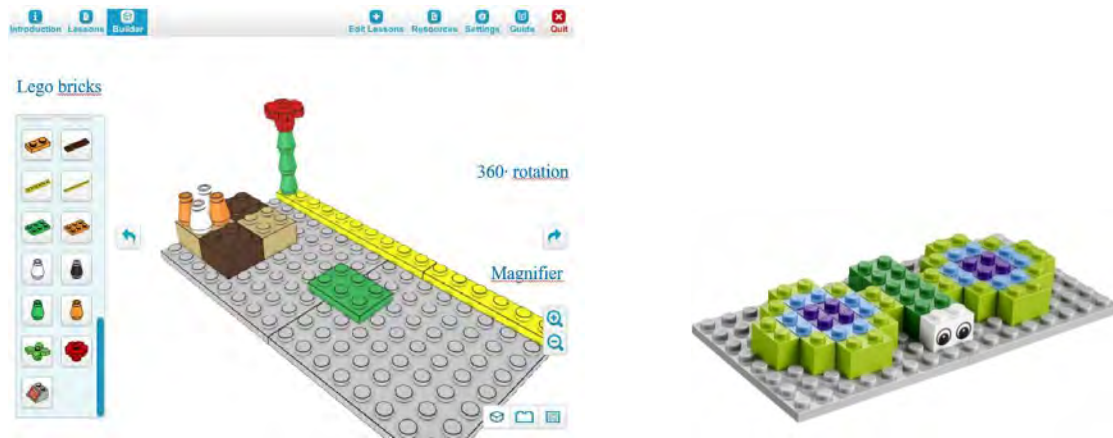 Introduction Lessons Builder Edit Lessons Resources Settings Guide Quit
Lego bricks
360· rotation
Magnifier